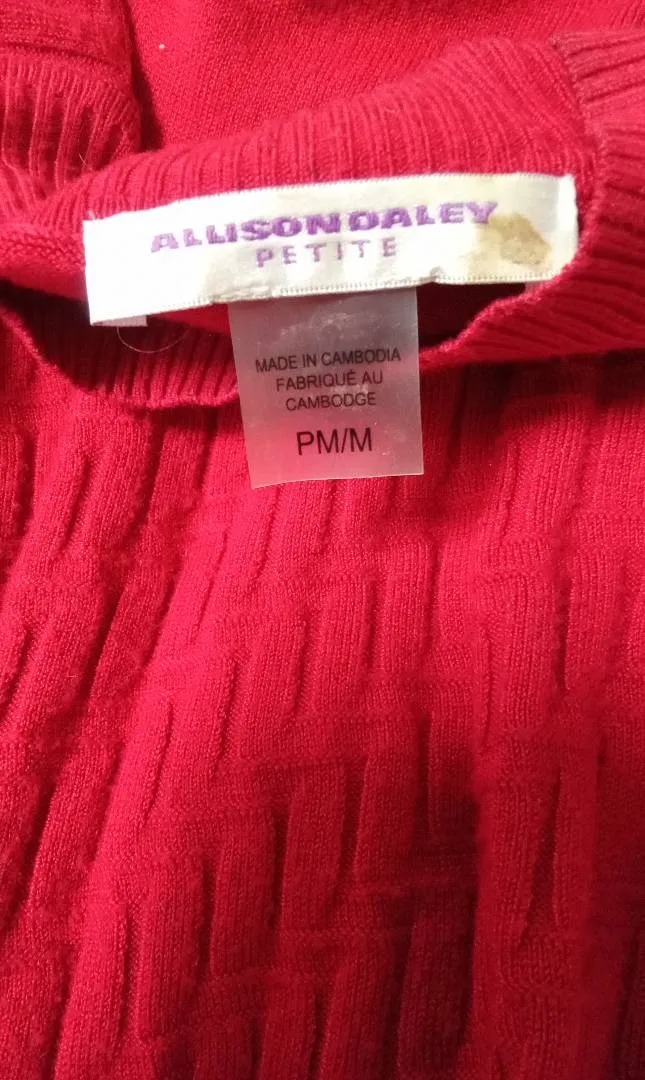 ALLISON DALEY
PETITE
MADE IN CAMBODIA
FABRIQUÉ AU
CAMBODGE
PM/M